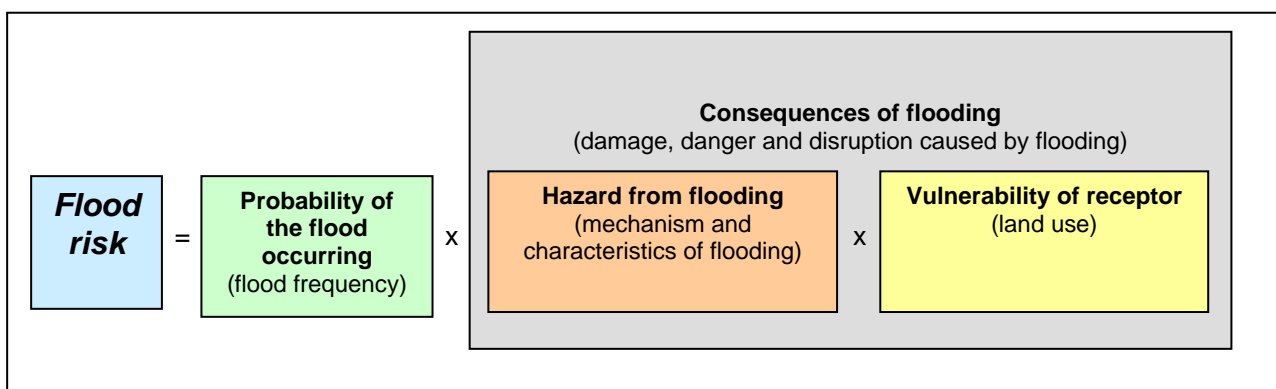 Consequences of flooding
(damage, danger and disruption caused by flooding)
Flood
risk
=
Probability of
the flood
occurring
(flood frequency)
x
Hazard from flooding
(mechanism and
characteristics of flooding)
x
Vulnerability of receptor
(land use)